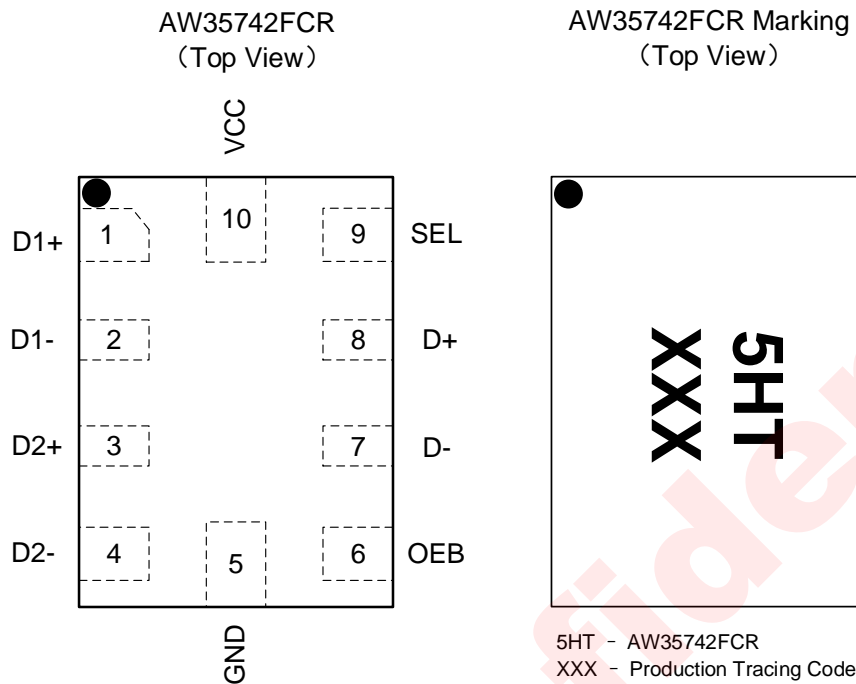 AW35742FCR
（Top View）
VCC
D1+ 1 10 9 SEL
D1- 2 8 D+
D2+ 3 7 D-
D2- 4 5 6 OEB
GND
AW35742FCR Marking
（Top View）
5HT
XXX
5HT - AW35742FCR
XXX - Production Tracing Code